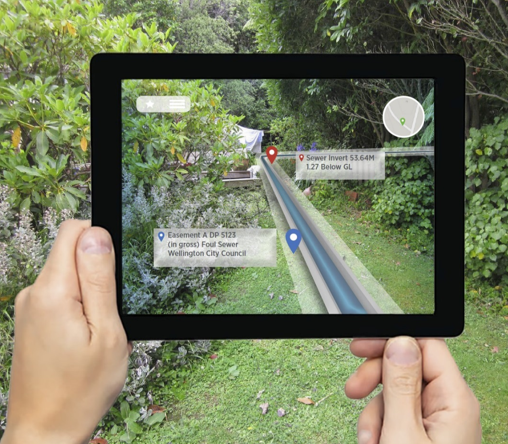 Sewer Invert 53.64M
1.27 Below GL
Easement A DP 5123
(in gross) Foul Sewer
Wellington City Council